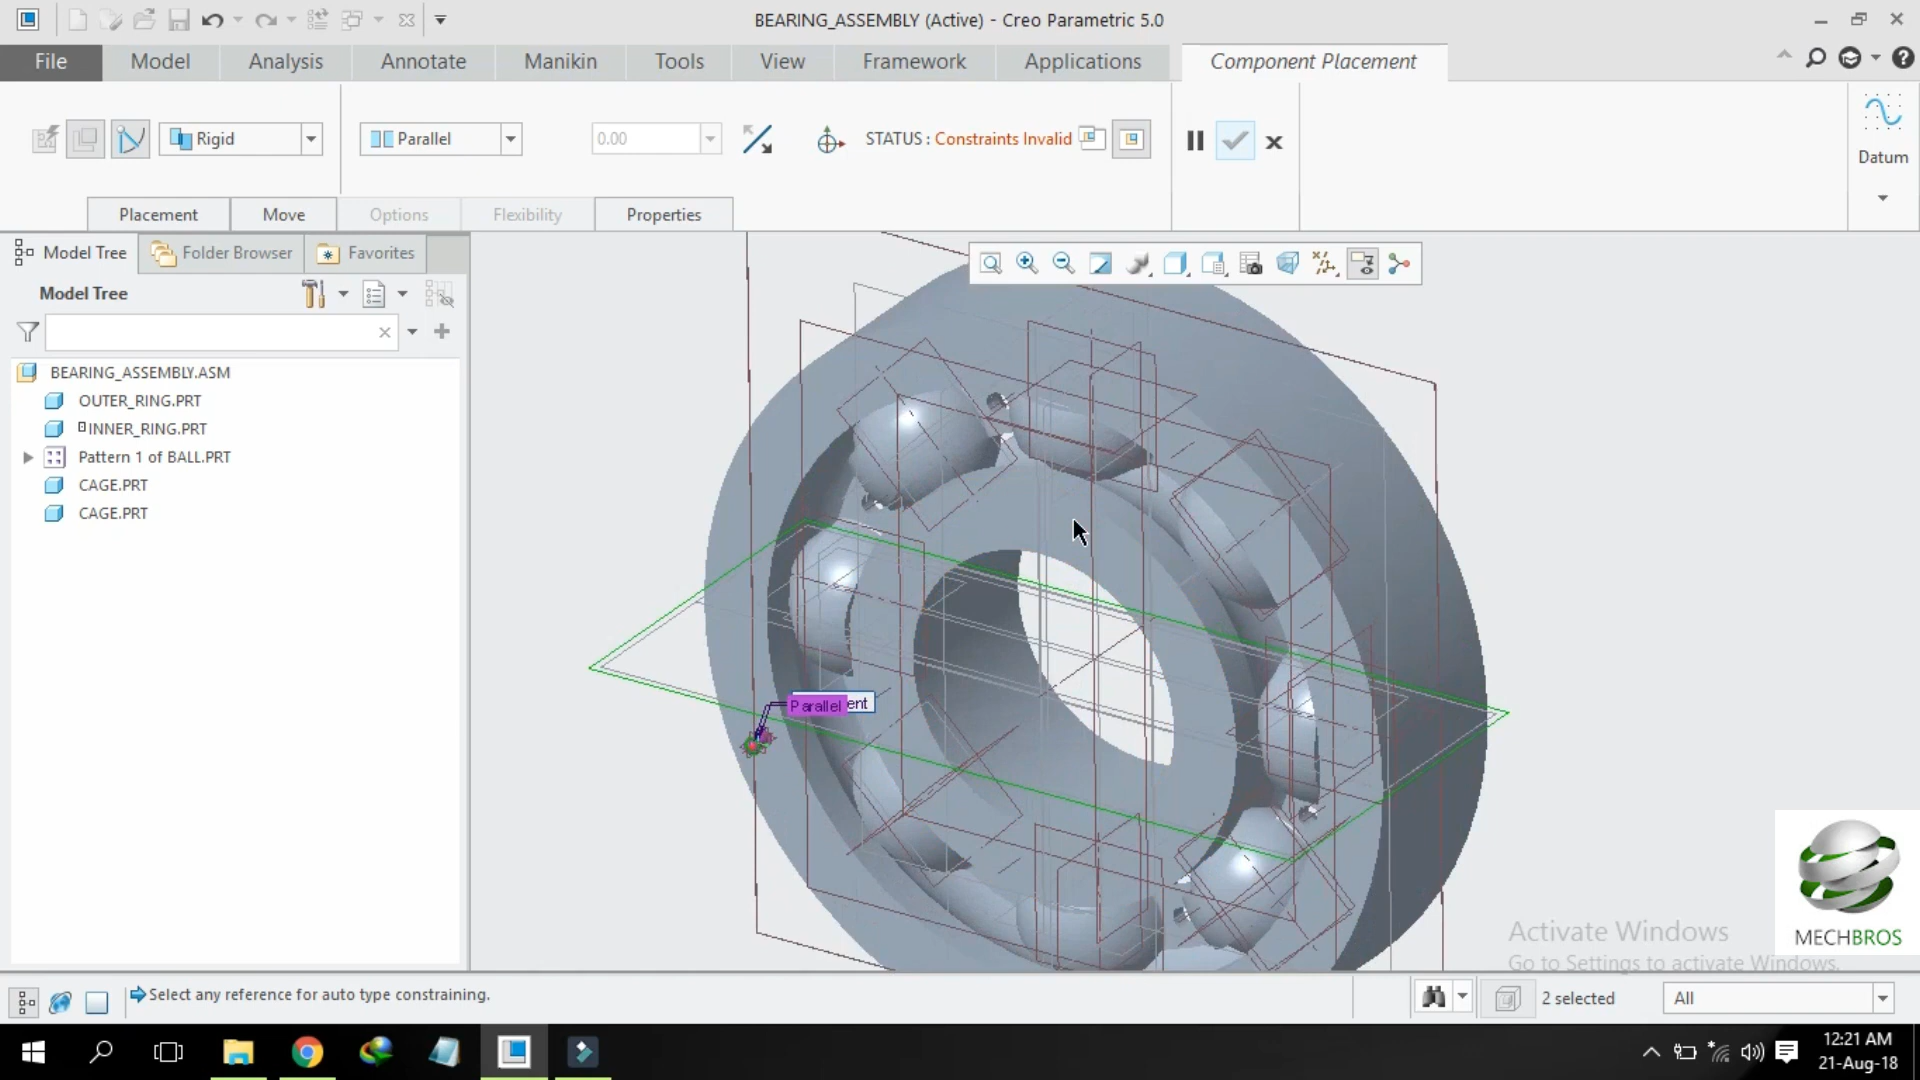 BEARING_ASSEMBLY (Active) - Creo Parametric 5.0
File
Model
Analysis
Annotate
Manikin
Tools
View
Framework
Applications
Component Placement
Rigid
Parallel
0.00
STATUS : Constraints Invalid
Datum
Placement
Move
Options
Flexibility
Properties
Model Tree
Folder Browser
Favorites
Model Tree
BEARING_ASSEMBLY.ASM
OUTER_RING.PRT
INNER_RING.PRT
Pattern 1 of BALL.PRT
CAGE.PRT
CAGE.PRT
Parallel
MECHBROS
Activate Windows
Go to Settings to activate Windows.
Select any reference for auto type constraining.
2 selected
All
12:21 AM
21-Aug-18